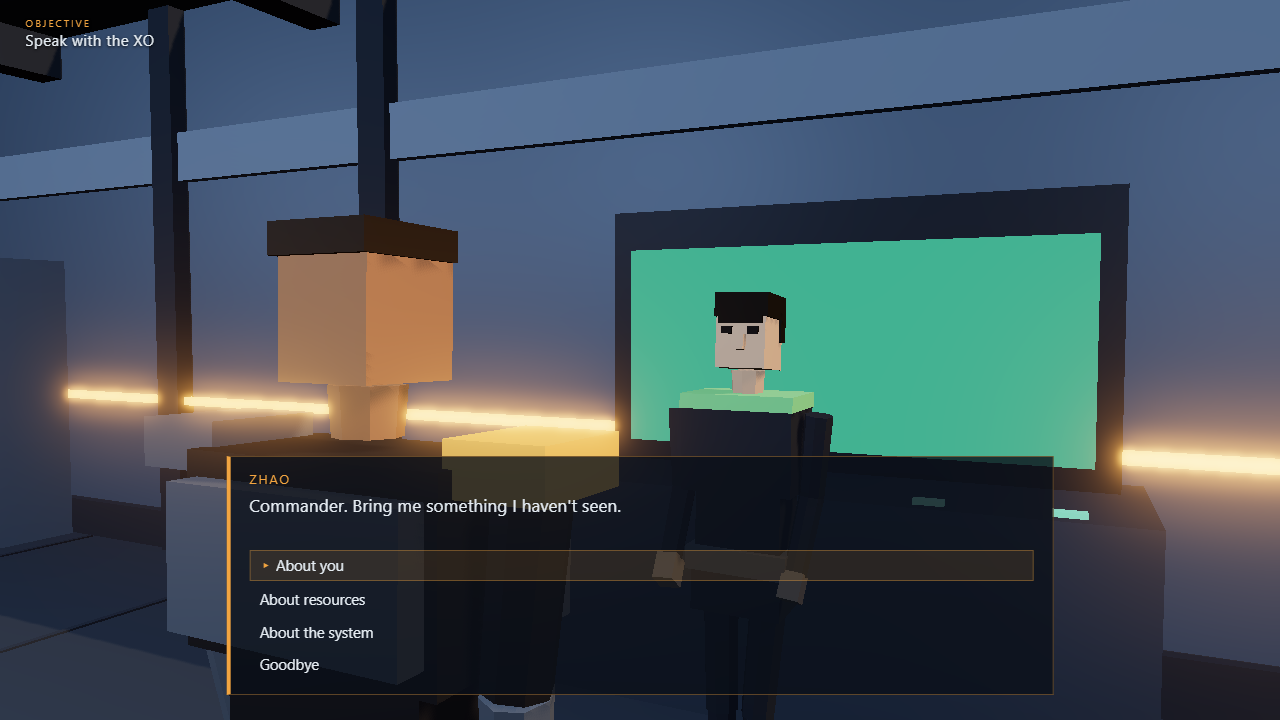 OBJECTIVE
Speak with the XO
ZHAO
Commander. Bring me something I haven't seen.
▸ About you
About resources
About the system
Goodbye